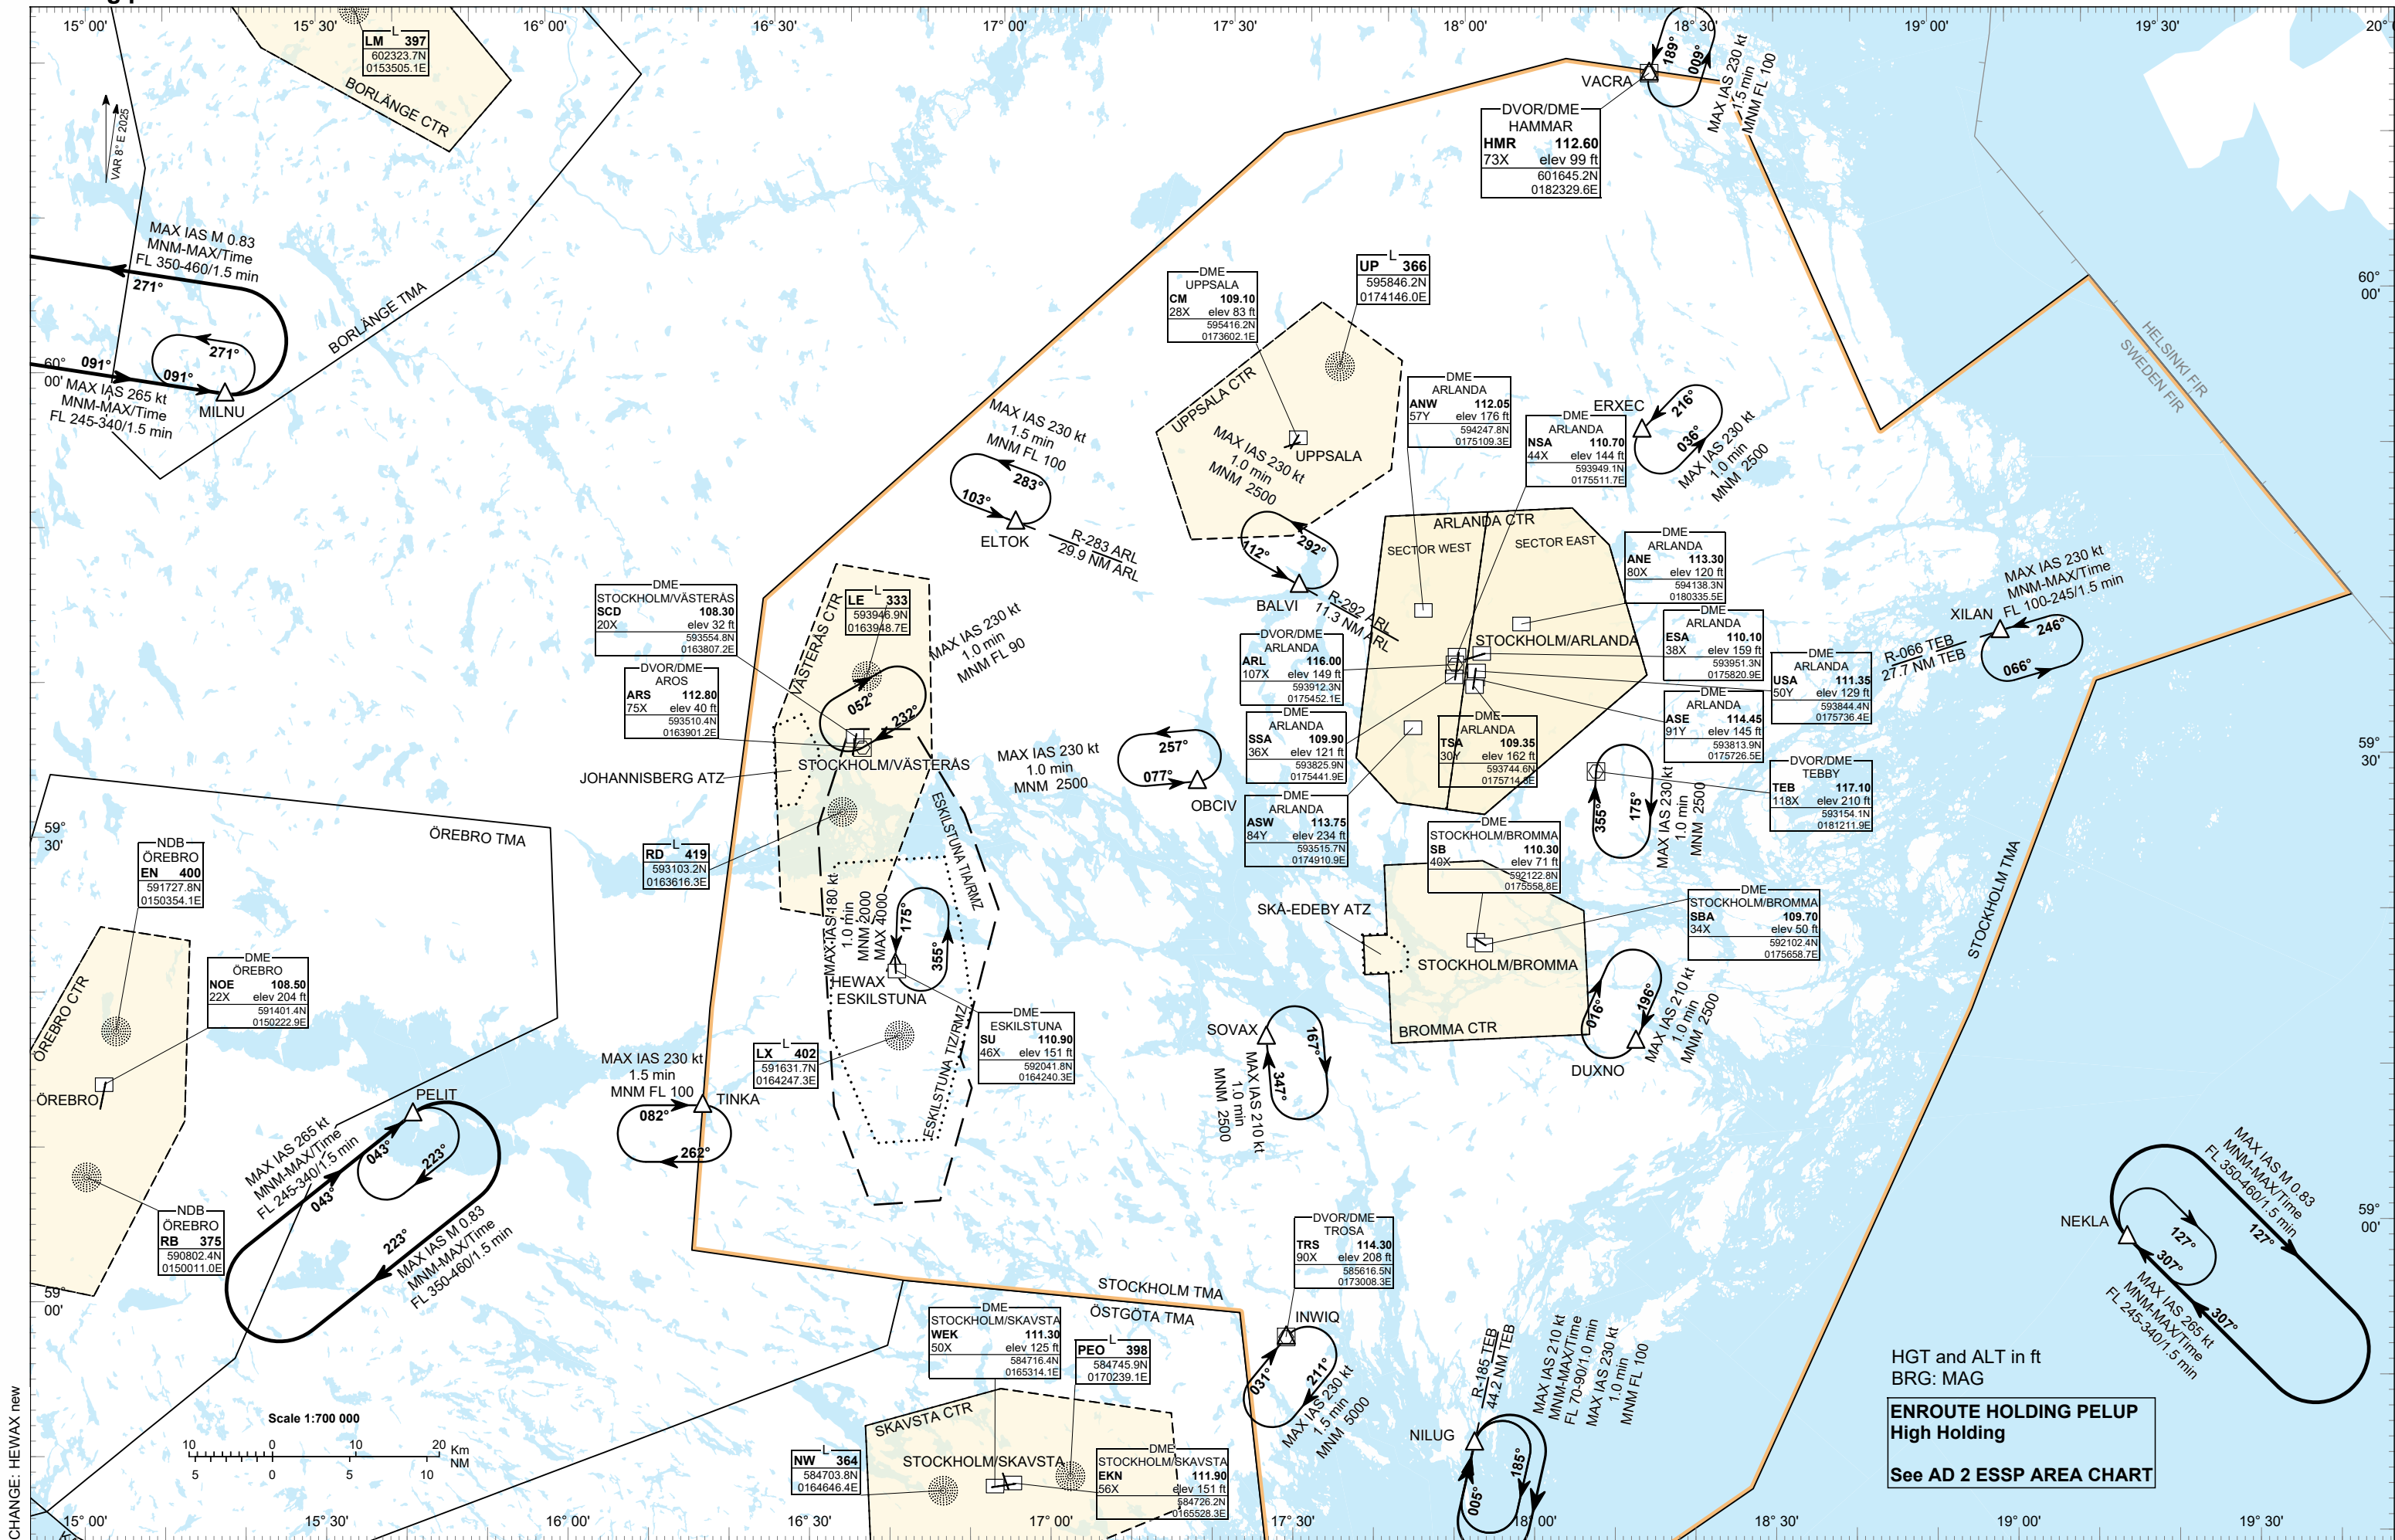 15° 00'
15° 30'
16° 00'
16° 30'
17° 00'
17° 30'
18° 00'
18° 30'
19° 00'
19° 30'
20°
L
LM 397
602323.7N
0153505.1E
BORLÄNGE CTR
VAR 8° E 2025
MAX IAS M 0.83
MNM-MAX/Time
FL 350-460/1.5 min
271°
271°
091°
091°
MILNU
60°
00'
MAX IAS 265 kt
MNM-MAX/Time
FL 245-340/1.5 min
BORLÄNGE TMA
VACRA
189°
009°
MAX IAS 230 kt
1.5 min
MNM FL 100
DVOR/DME
HAMMAR
HMR 112.60
73X elev 99 ft
601645.2N
0182329.6E
60°
00'
HELSINKI FIR
SWEDEN FIR
DME
UPPSALA
CM 109.10
28X elev 83 ft
595416.2N
0173602.1E
L
UP 366
595846.2N
0174146.0E
UPPSALA CTR
MAX IAS 230 kt
1.0 min
MNM 2500
UPPSALA
MAX IAS 230 kt
1.5 min
MNM FL 100
283°
103°
ELTOK
R-283 ARL
29.9 NM ARL
DME
ARLANDA
ANW 112.05
57Y elev 176 ft
594247.8N
0175109.3E
DME
ARLANDA
NSA 110.70
44X elev 144 ft
593949.1N
0175511.7E
ERXEC
216°
036°
MAX IAS 230 kt
1.0 min
MNM 2500
ARLANDA CTR
SECTOR WEST
SECTOR EAST
292°
112°
BALVI
R-292 ARL
11.3 NM ARL
DME
ARLANDA
ANE 113.30
80X elev 120 ft
594138.3N
0180335.5E
STOCKHOLM/ARLANDA
DME
ARLANDA
ESA 110.10
38X elev 159 ft
593951.3N
0175820.9E
DME
ARLANDA
USA 111.35
50Y elev 129 ft
593844.4N
0175736.4E
XILAN
MAX IAS 230 kt
MNM-MAX/Time
FL 100-245/1.5 min
246°
066°
R-066 TEB
27.7 NM TEB
DME
STOCKHOLM/VÄSTERÅS
SCD 108.30
20X elev 32 ft
593554.8N
0163807.2E
VÄSTERÅS CTR
L
LE 333
593946.9N
0163948.7E
MAX IAS 230 kt
1.0 min
MNM FL 90
DVOR/DME
AROS
ARS 112.80
75X elev 40 ft
593510.4N
0163901.2E
052°
232°
STOCKHOLM/VÄSTERÅS
JOHANNISBERG ATZ
DVOR/DME
ARLANDA
ARL 116.00
107X elev 149 ft
593912.3N
0175452.1E
DME
ARLANDA
SSA 109.90
36X elev 121 ft
593825.9N
0175441.9E
DME
ARLANDA
TSA 109.35
30Y elev 162 ft
593744.6N
0175714.8E
DME
ARLANDA
ASE 114.45
91Y elev 145 ft
593813.9N
0175726.5E
DVOR/DME
TEBBY
TEB 117.10
118X elev 210 ft
593154.1N
0181211.9E
59°
30'
MAX IAS 230 kt
1.0 min
MNM 2500
257°
077°
OBCIV
DME
ARLANDA
ASW 113.75
84Y elev 234 ft
593515.7N
0174910.9E
355°
175°
MAX IAS 230 kt
1.0 min
MNM 2500
DME
STOCKHOLM/BROMMA
SB 110.30
40X elev 71 ft
592122.8N
0175558.8E
DME
STOCKHOLM/BROMMA
SBA 109.70
34X elev 50 ft
592102.4N
0175658.7E
SKÅ-EDEBY ATZ
STOCKHOLM/BROMMA
BROMMA CTR
STOCKHOLM TMA
59°
30'
ÖREBRO TMA
NDB
ÖREBRO
EN 400
591727.8N
0150354.1E
L
RD 419
593103.2N
0163616.3E
ESKILSTUNA TIA/RMZ
MAX IAS 180 kt
1.0 min
MNM 2000
MAX 4000
175°
355°
HEWAX
ESKILSTUNA
DME
ESKILSTUNA
SU 110.90
46X elev 151 ft
592041.8N
0164240.3E
L
LX 402
591631.7N
0164247.3E
ESKILSTUNA TIZ/RMZ
DME
ÖREBRO
NOE 108.50
22X elev 204 ft
591401.4N
0150222.9E
ÖREBRO CTR
ÖREBRO
NDB
ÖREBRO
RB 375
590802.4N
0150011.0E
PELIT
MAX IAS 265 kt
MNM-MAX/Time
FL 245-340/1.5 min
043°
223°
043°
223°
MAX IAS M 0.83
MNM-MAX/Time
FL 350-460/1.5 min
MAX IAS 230 kt
1.5 min
MNM FL 100
TINKA
082°
262°
SOVAX
167°
347°
MAX IAS 210 kt
1.0 min
MNM 2500
016°
196°
DUXNO
MAX IAS 210 kt
1.0 min
MNM 2500
59°
00'
59°
00'
NEKLA
MAX IAS M 0.83
MNM-MAX/Time
FL 350-460/1.5 min
127°
127°
307°
307°
MAX IAS 265 kt
MNM-MAX/Time
FL 245-340/1.5 min
DVOR/DME
TROSA
TRS 114.30
90X elev 208 ft
585616.5N
0173008.3E
STOCKHOLM TMA
ÖSTGÖTA TMA
INWIQ
031°
211°
MAX IAS 230 kt
1.5 min
MNM 5000
DME
STOCKHOLM/SKAVSTA
WEK 111.30
50X elev 125 ft
584716.4N
0165314.1E
L
PEO 398
584745.9N
0170239.1E
SKAVSTA CTR
L
NW 364
584703.8N
0164646.4E
STOCKHOLM/SKAVSTA
DME
STOCKHOLM/SKAVSTA
EKN 111.90
56X elev 151 ft
584726.2N
0165528.3E
R-185 TEB
44.2 NM TEB
MAX IAS 210 kt
MNM-MAX/Time
FL 70-90/1.0 min
MAX IAS 230 kt
1.0 min
MNM FL 100
NILUG
185°
005°
HGT and ALT in ft
BRG: MAG
ENROUTE HOLDING PELUP
High Holding
See AD 2 ESSP AREA CHART
Scale 1:700 000
10 0 10 20 Km
NM
5 0 5 10
CHANGE: HEWAX new
15° 00'
15° 30'
16° 00'
16° 30'
17° 00'
17° 30'
18° 00'
18° 30'
19° 00'
19° 30'